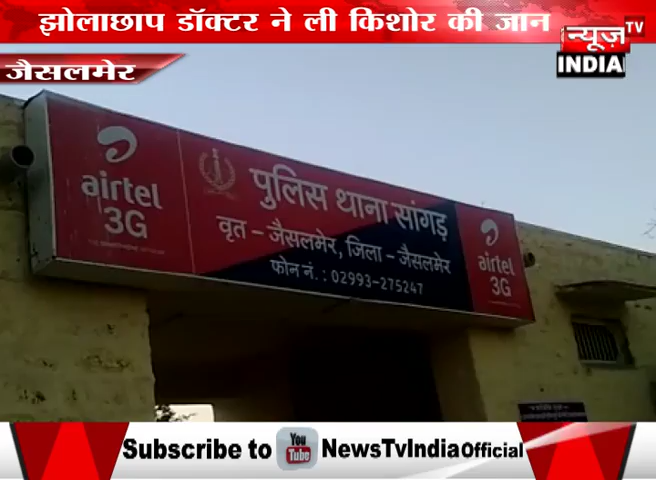 झोलाछाप डॉक्टर ने ली किशोर की जान
न्यूज़ TV
INDIA
जैसलमेर
airtel
3G
पुलिस थाना सांगड़
वृत – जैसलमेर, जिला – जैसलमेर
फोन नं. : 02993-275247
airtel
3G
Subscribe to You Tube NewsTvIndiaOfficial